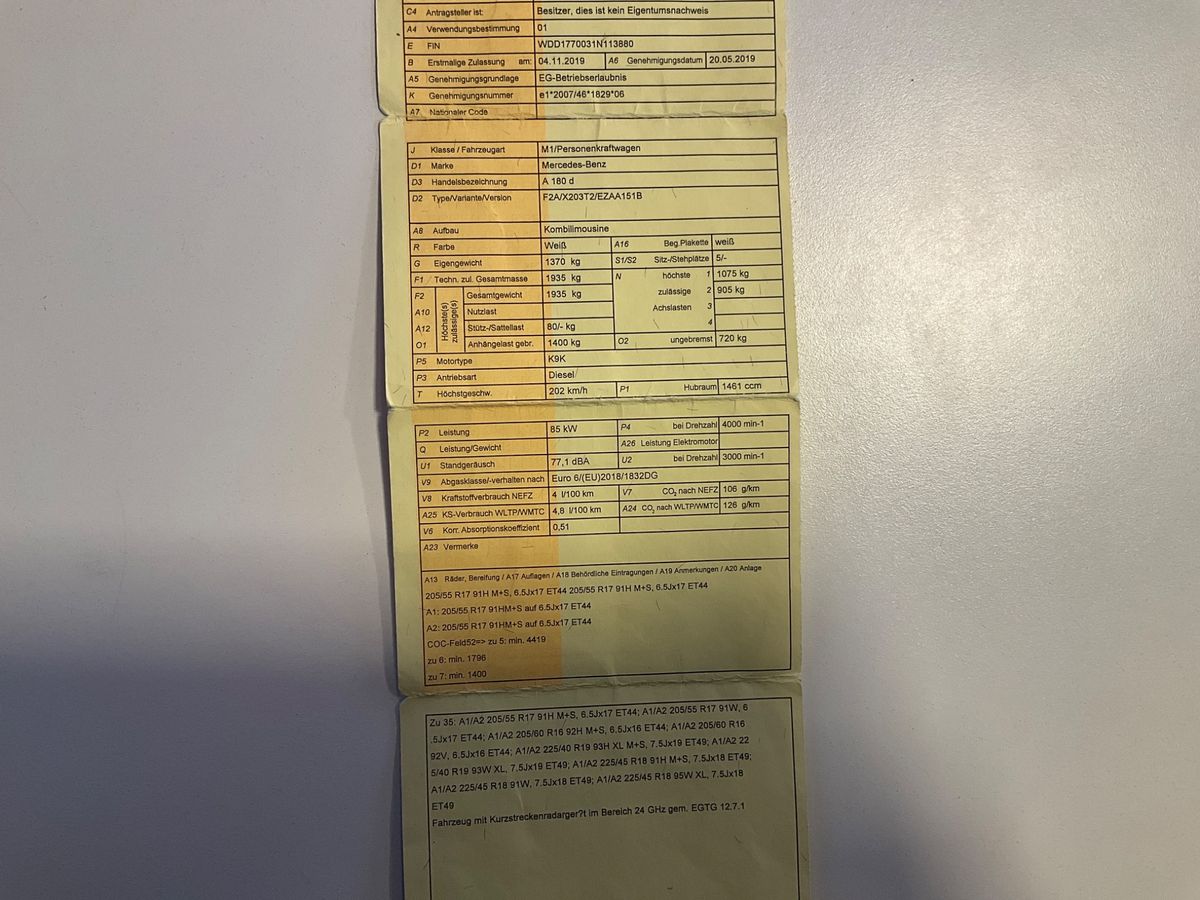 C4 Antragsteller ist: Besitzer, dies ist kein Eigentumsnachweis
A4 Verwendungsbestimmung 01
E FIN WDD1770031N113880
B Erstmalige Zulassung am: 04.11.2019 A6 Genehmigungsdatum 20.05.2019
A5 Genehmigungsgrundlage EG-Betriebserlaubnis
K Genehmigungsnummer e1*2007/46*1829*06
A7 Nationaler Code
J Klasse / Fahrzeugart M1/Personenkraftwagen
D1 Marke Mercedes-Benz
D3 Handelsbezeichnung A 180 d
D2 Type/Variante/Version F2A/X203T2/EZAA151B
A8 Aufbau Kombilimousine
R Farbe Weiß A16 Beg.Plakette weiß
G Eigengewicht 1370 kg S1/S2 Sitz-/Stehplätze 5/-
F1 Techn. zul. Gesamtmasse 1935 kg N höchste 1 1075 kg
F2 Höchste(s) zulässige(s) Gesamtgewicht 1935 kg zulässige 2 905 kg
A10 Nutzlast Achslasten 3
A12 Stütz-/Sattellast 80/- kg 4
O1 Anhängelast gebr. 1400 kg O2 ungebremst 720 kg
P5 Motortype K9K
P3 Antriebsart Diesel
T Höchstgeschw. 202 km/h P1 Hubraum 1461 ccm
P2 Leistung 85 kW P4 bei Drehzahl 4000 min-1
Q Leistung/Gewicht A26 Leistung Elektromotor
U1 Standgeräusch 77,1 dBA U2 bei Drehzahl 3000 min-1
V9 Abgasklasse/-verhalten nach Euro 6/(EU)2018/1832DG
V8 Kraftstoffverbrauch NEFZ 4 l/100 km V7 CO2 nach NEFZ 106 g/km
A25 KS-Verbrauch WLTP/WMTC 4,8 l/100 km A24 CO2 nach WLTP/WMTC 126 g/km
V6 Korr. Absorptionskoeffizient 0,51
A23 Vermerke
A13 Räder, Bereifung / A17 Auflagen / A18 Behördliche Eintragungen / A19 Anmerkungen / A20 Anlage
205/55 R17 91H M+S, 6.5Jx17 ET44 205/55 R17 91H M+S, 6.5Jx17 ET44
A1: 205/55 R17 91HM+S auf 6.5Jx17 ET44
A2: 205/55 R17 91HM+S auf 6.5Jx17 ET44
COC-Feld52=> zu 5: min. 4419
zu 6: min. 1796
zu 7: min. 1400
Zu 35: A1/A2 205/55 R17 91H M+S, 6.5Jx17 ET44; A1/A2 205/55 R17 91W, 6
.5Jx17 ET44; A1/A2 205/60 R16 92H M+S, 6.5Jx16 ET44; A1/A2 205/60 R16
92V, 6.5Jx16 ET44; A1/A2 225/40 R19 93H XL M+S, 7.5Jx19 ET49; A1/A2 22
5/40 R19 93W XL, 7.5Jx19 ET49; A1/A2 225/45 R18 91H M+S, 7.5Jx18 ET49;
A1/A2 225/45 R18 91W, 7.5Jx18 ET49; A1/A2 225/45 R18 95W XL, 7.5Jx18
ET49
Fahrzeug mit Kurzstreckenradarger?t im Bereich 24 GHz gem. EGTG 12.7.1